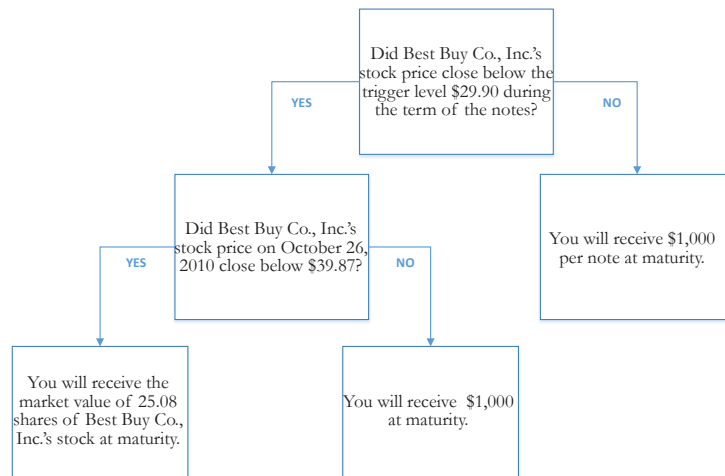 Did Best Buy Co., Inc.'s
stock price close below the
trigger level $29.90 during
the term of the notes?
YES
NO
Did Best Buy Co., Inc.'s
stock price on October 26,
2010 close below $39.87?
You will receive $1,000
per note at maturity.
YES
NO
You will receive the
market value of 25.08
shares of Best Buy Co.,
Inc.'s stock at maturity.
You will receive $1,000
at maturity.